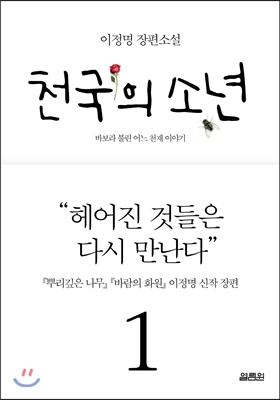 이정명 장편소설
천국의 소년
바보라 불린 어느 천재 이야기
“헤어진 것들은
다시 만난다”
『뿌리깊은 나무』『바람의 화원』 이정명 신작 장편
1
열림원